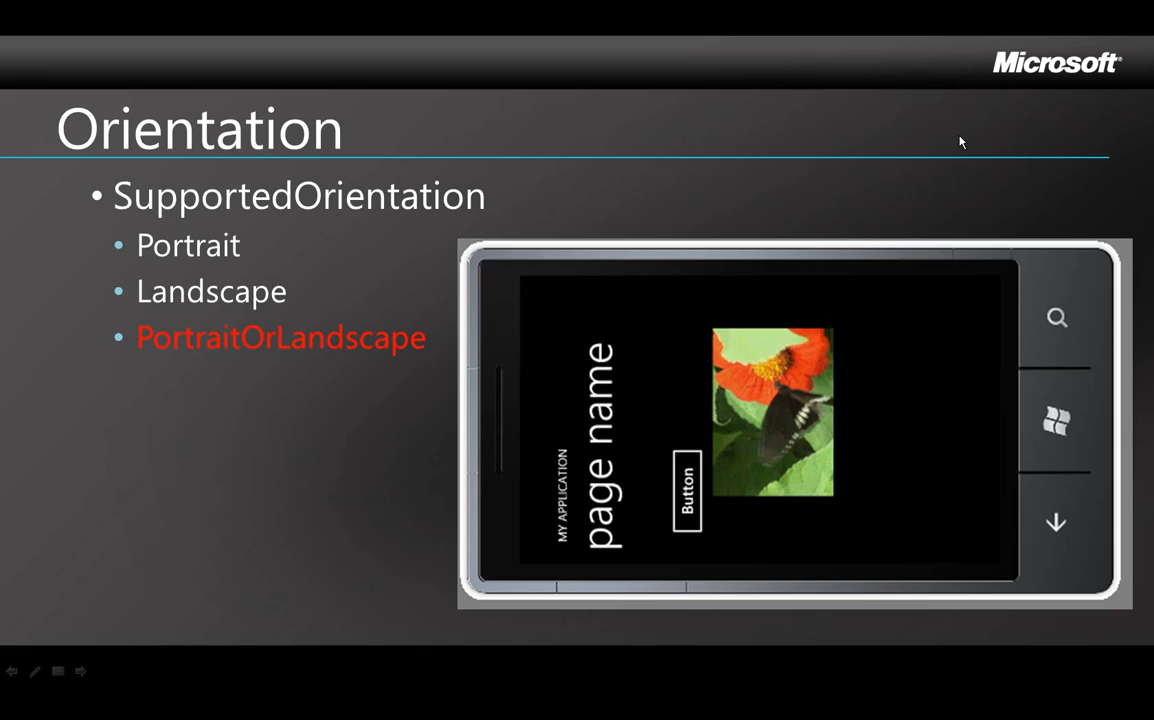 Microsoft
Orientation
• SupportedOrientation
• Portrait
• Landscape
• PortraitOrLandscape
MY APPLICATION
page name
Button